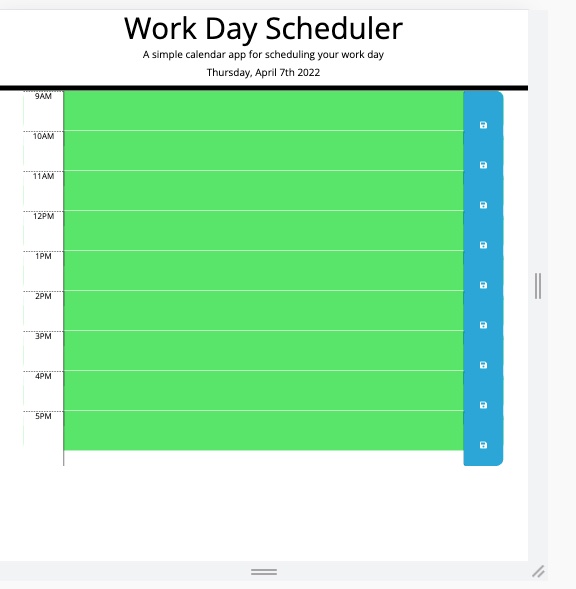 Work Day Scheduler
A simple calendar app for scheduling your work day
Thursday, April 7th 2022
9AM
10AM
11AM
12PM
1PM
2PM
3PM
4PM
5PM